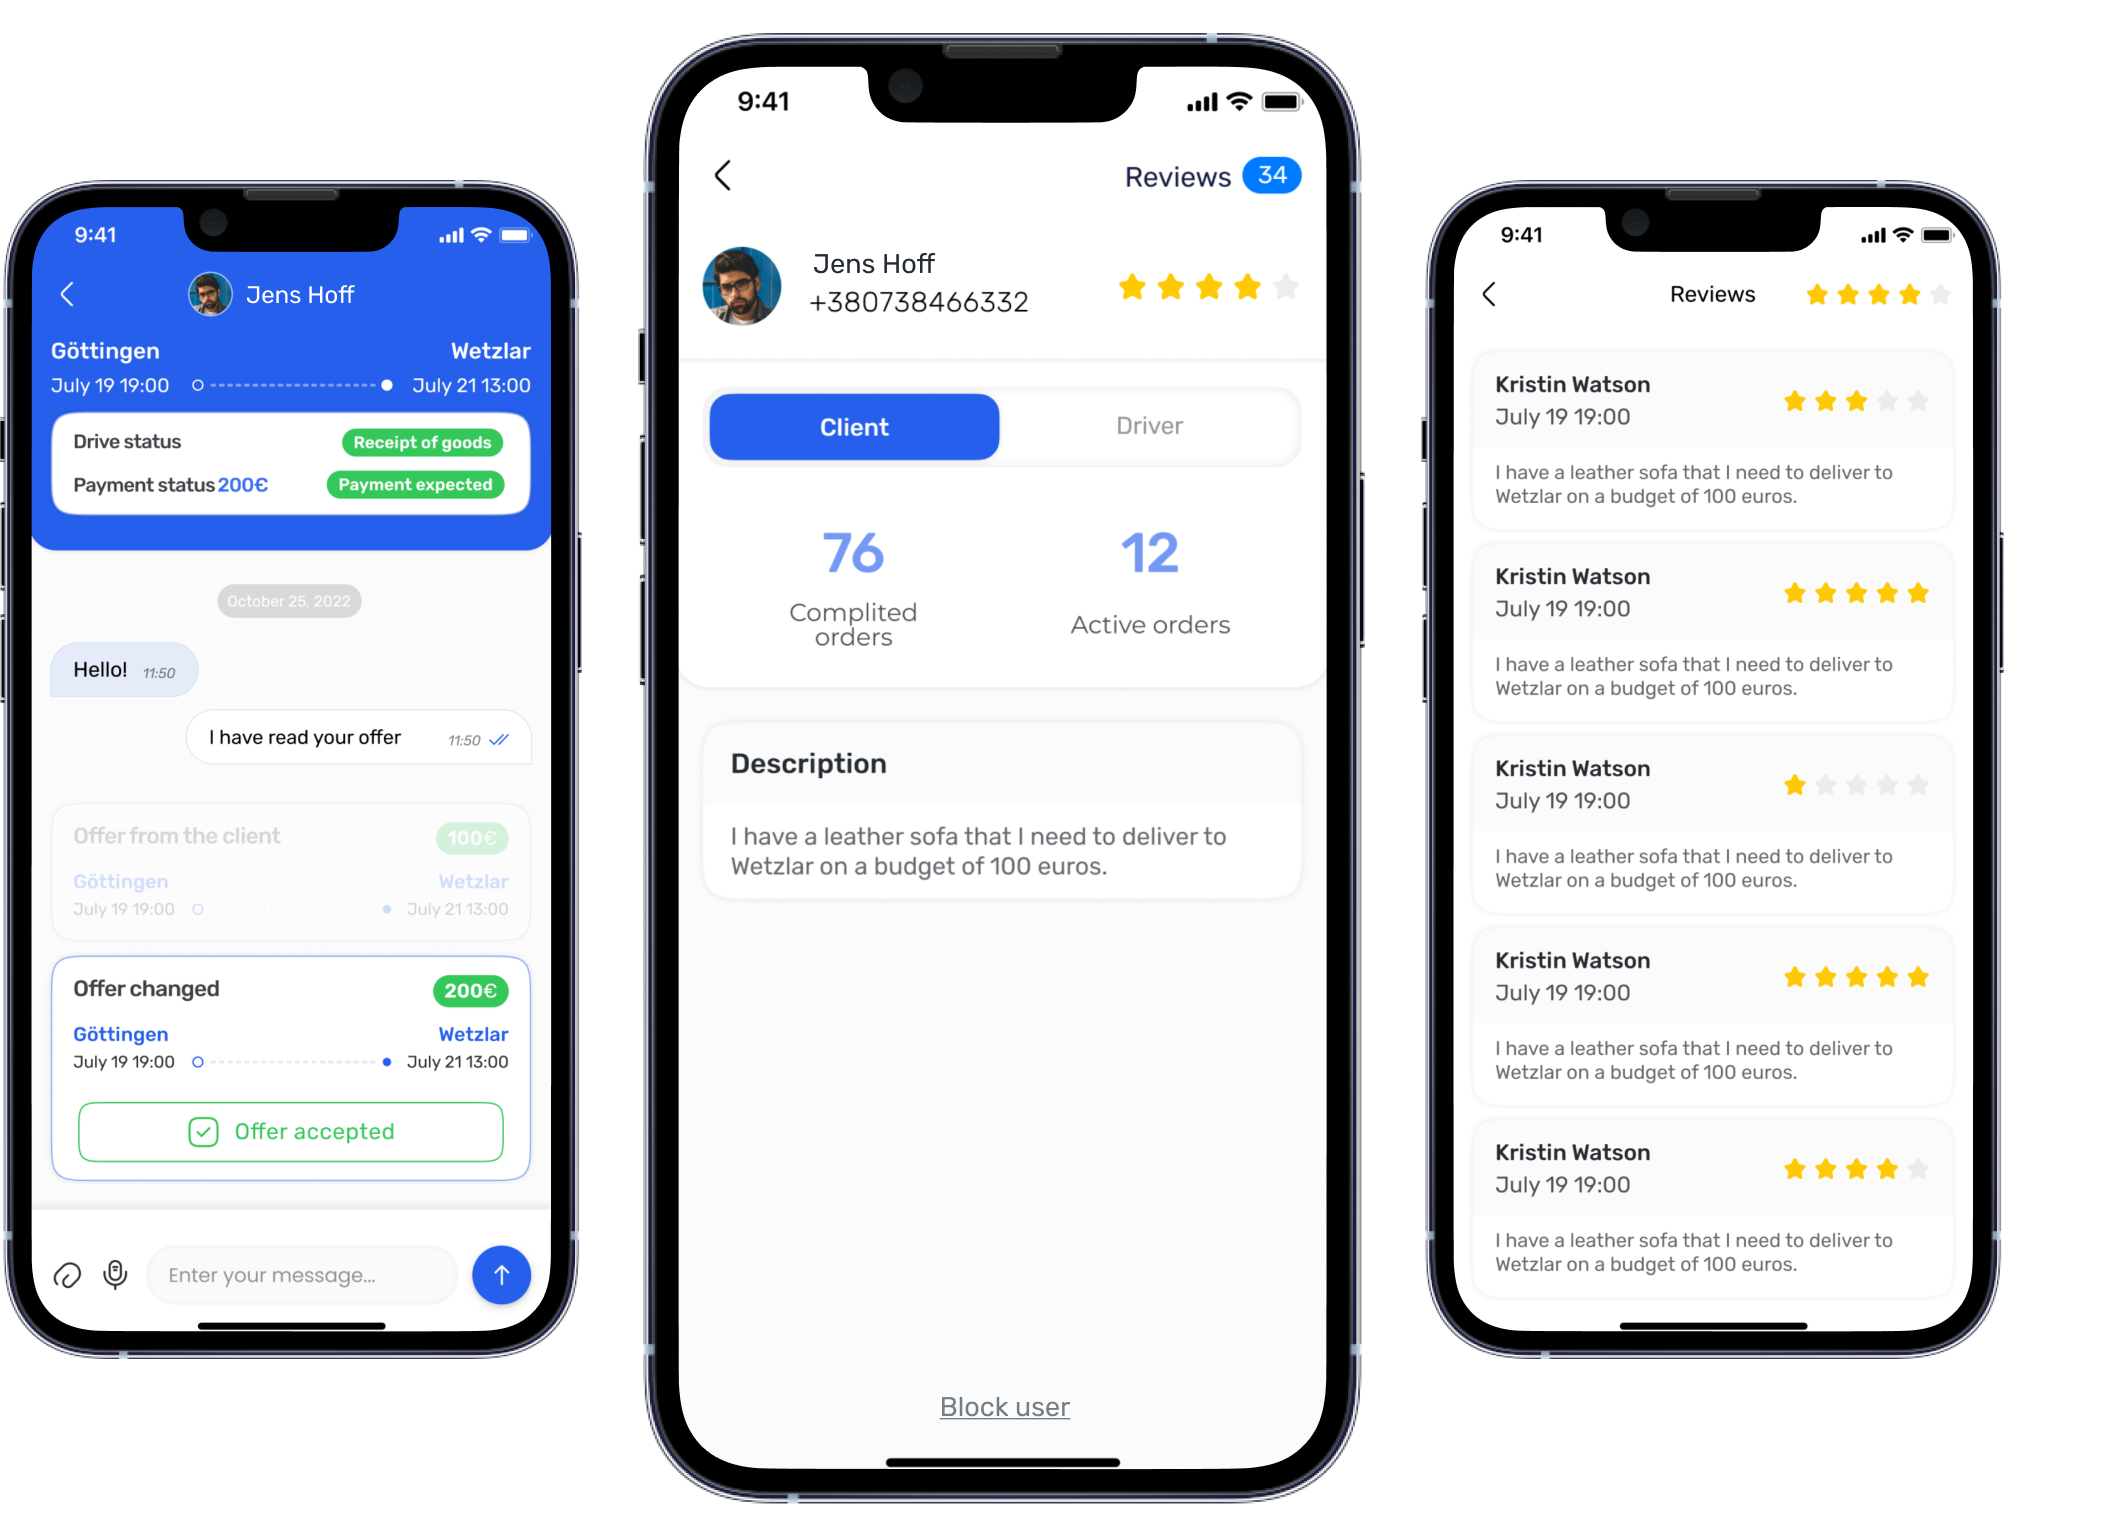 9:41
Jens Hoff
Göttingen Wetzlar
July 19 19:00 July 21 13:00
Drive status Receipt of goods
Payment status 200€ Payment expected
October 25, 2022
Hello! 11:50
I have read your offer 11:50
Offer from the client 100€
Göttingen Wetzlar
July 19 19:00 July 21 13:00
Offer changed 200€
Göttingen Wetzlar
July 19 19:00 July 21 13:00
Offer accepted
Enter your message...
9:41
Reviews 34
Jens Hoff
+380738466332
Client Driver
76 12
Complited
orders
Active orders
Description
I have a leather sofa that I need to deliver to
Wetzlar on a budget of 100 euros.
Block user
9:41
Reviews
Kristin Watson
July 19 19:00
I have a leather sofa that I need to deliver to
Wetzlar on a budget of 100 euros.
Kristin Watson
July 19 19:00
I have a leather sofa that I need to deliver to
Wetzlar on a budget of 100 euros.
Kristin Watson
July 19 19:00
I have a leather sofa that I need to deliver to
Wetzlar on a budget of 100 euros.
Kristin Watson
July 19 19:00
I have a leather sofa that I need to deliver to
Wetzlar on a budget of 100 euros.
Kristin Watson
July 19 19:00
I have a leather sofa that I need to deliver to
Wetzlar on a budget of 100 euros.